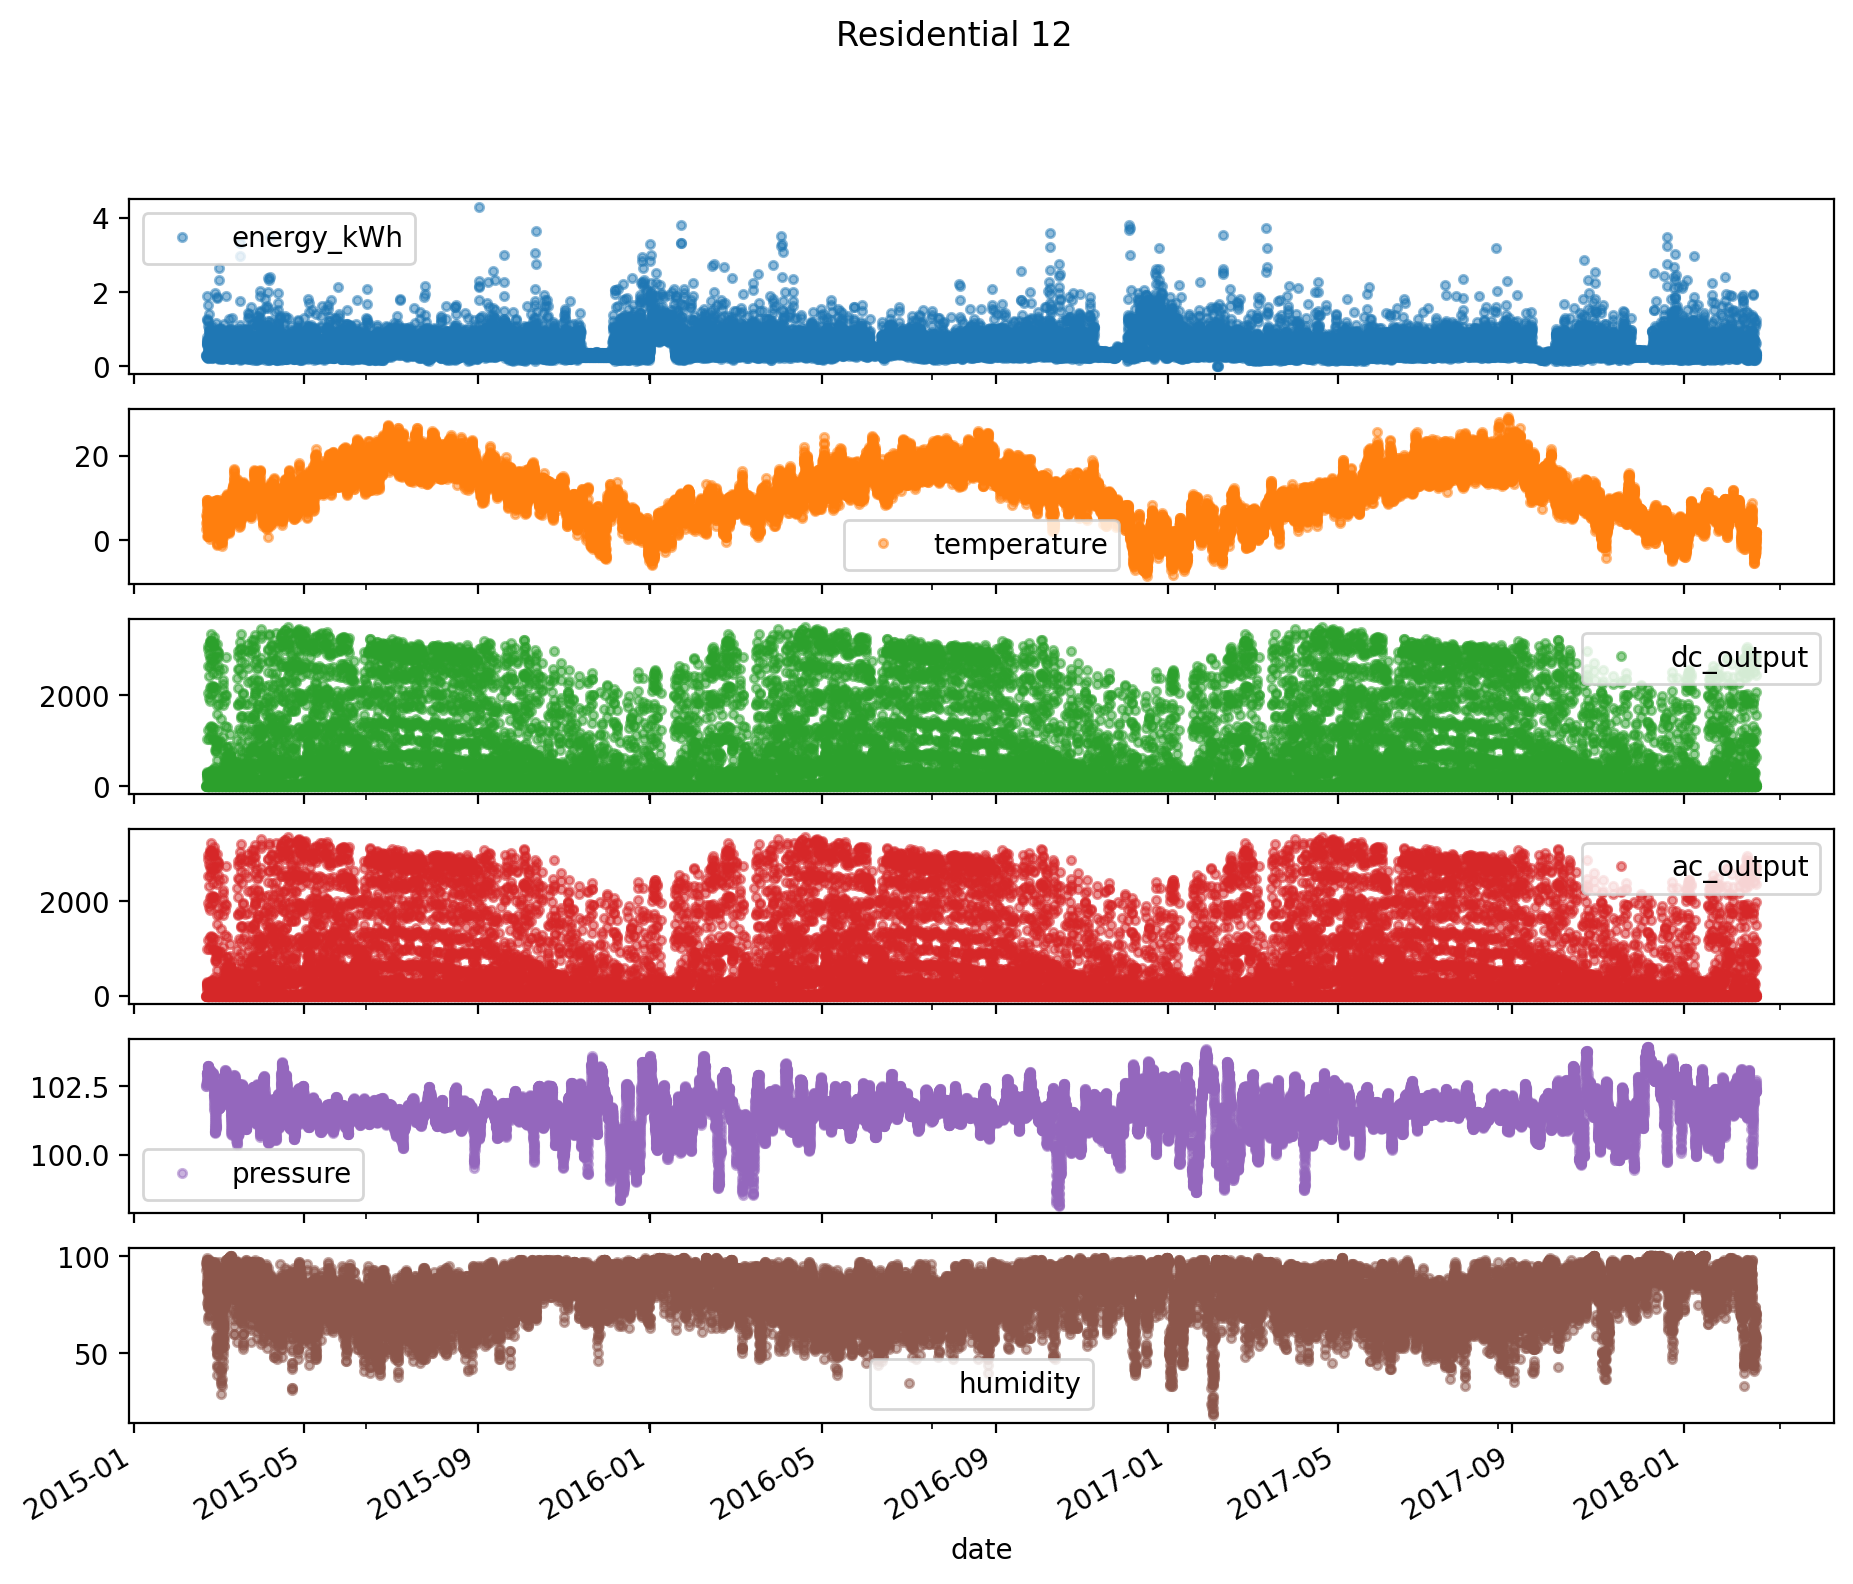 Residential 12
4
2
0
energy_kWh
20
0
temperature
2000
0
dc_output
2000
0
ac_output
102.5
100.0
pressure
100
50
humidity
2015-01
2015-05
2015-09
2016-01
2016-05
2016-09
2017-01
2017-05
2017-09
2018-01
date